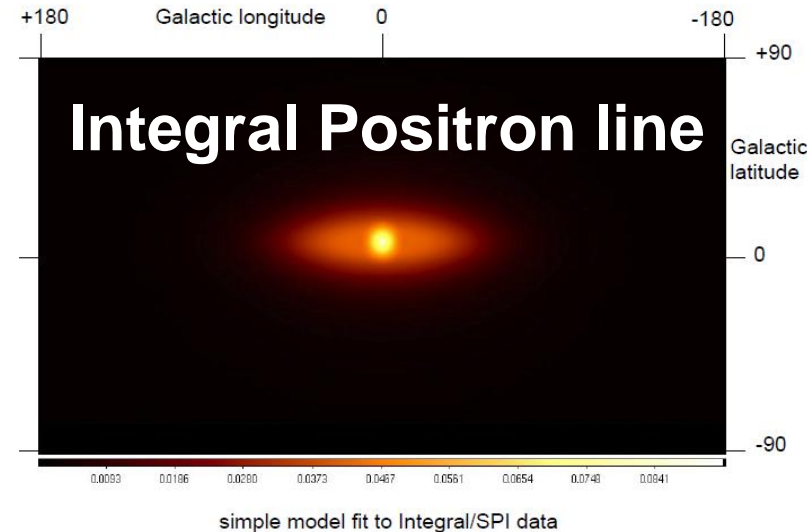 +180 Galactic longitude 0 -180
+90
Integral Positron line
Galactic
latitude
0
-90
0.0093 0.0186 0.0280 0.0373 0.0467 0.0561 0.0654 0.0748 0.0841
simple model fit to Integral/SPI data